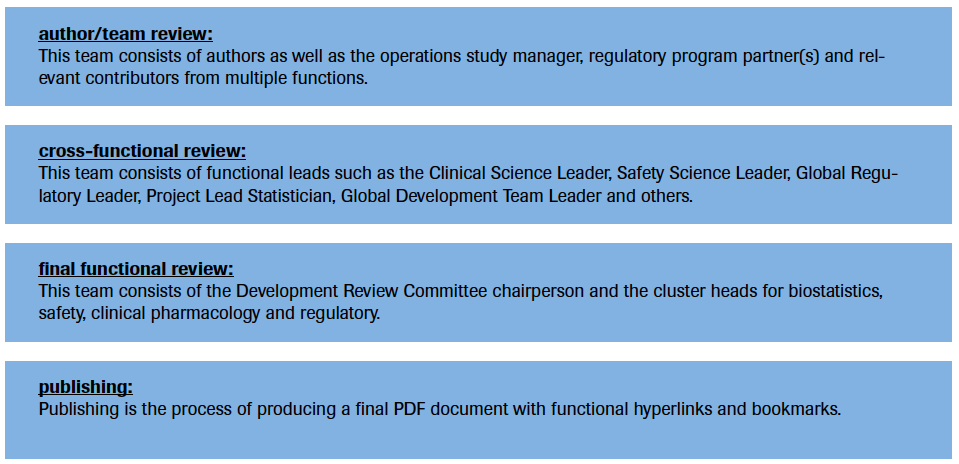 author/team review:
This team consists of authors as well as the operations study manager, regulatory program partner(s) and rel-
evant contributors from multiple functions.
cross-functional review:
This team consists of functional leads such as the Clinical Science Leader, Safety Science Leader, Global Regu-
latory Leader, Project Lead Statistician, Global Development Team Leader and others.
final functional review:
This team consists of the Development Review Committee chairperson and the cluster heads for biostatistics,
safety, clinical pharmacology and regulatory.
publishing:
Publishing is the process of producing a final PDF document with functional hyperlinks and bookmarks.